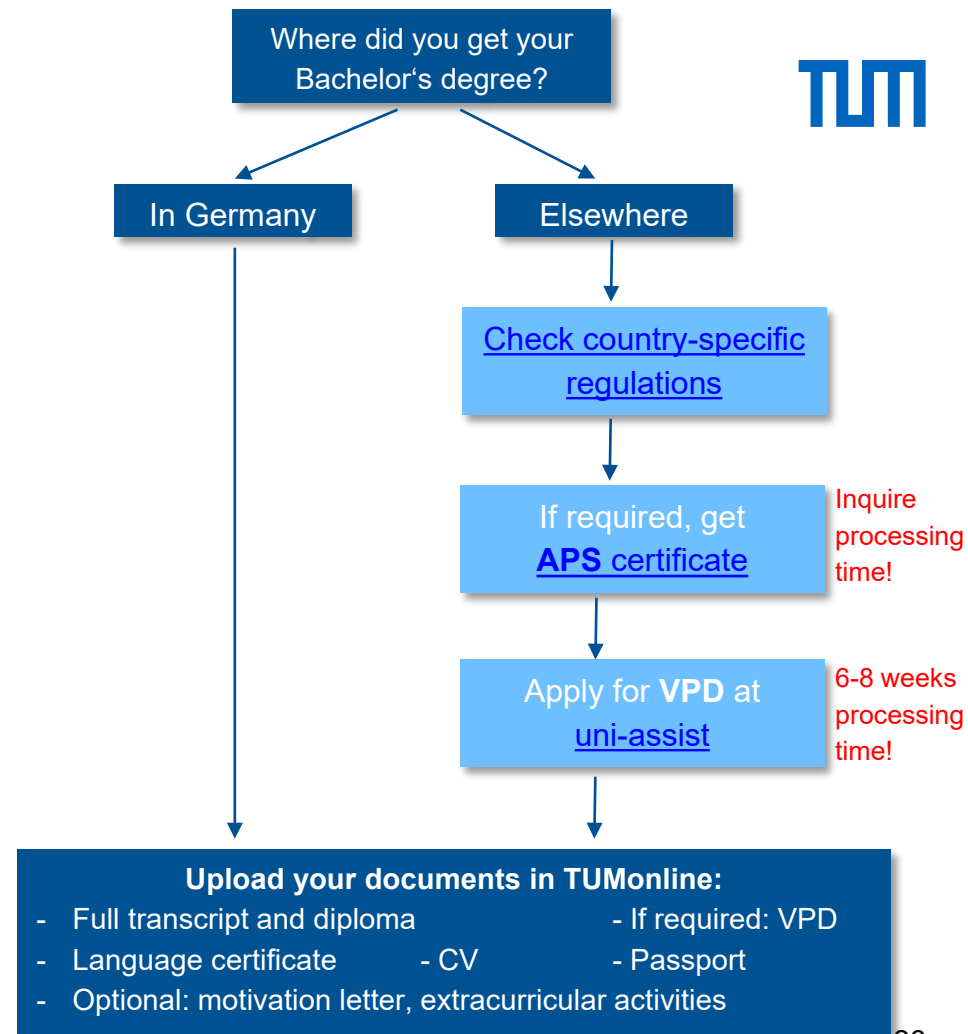 Where did you get your
Bachelor‘s degree?
TUM
In Germany
Elsewhere
Check country-specific
regulations
If required, get
APS certificate
Inquire
processing
time!
Apply for VPD at
uni-assist
6-8 weeks
processing
time!
Upload your documents in TUMonline:
- Full transcript and diploma - If required: VPD
- Language certificate - CV - Passport
- Optional: motivation letter, extracurricular activities